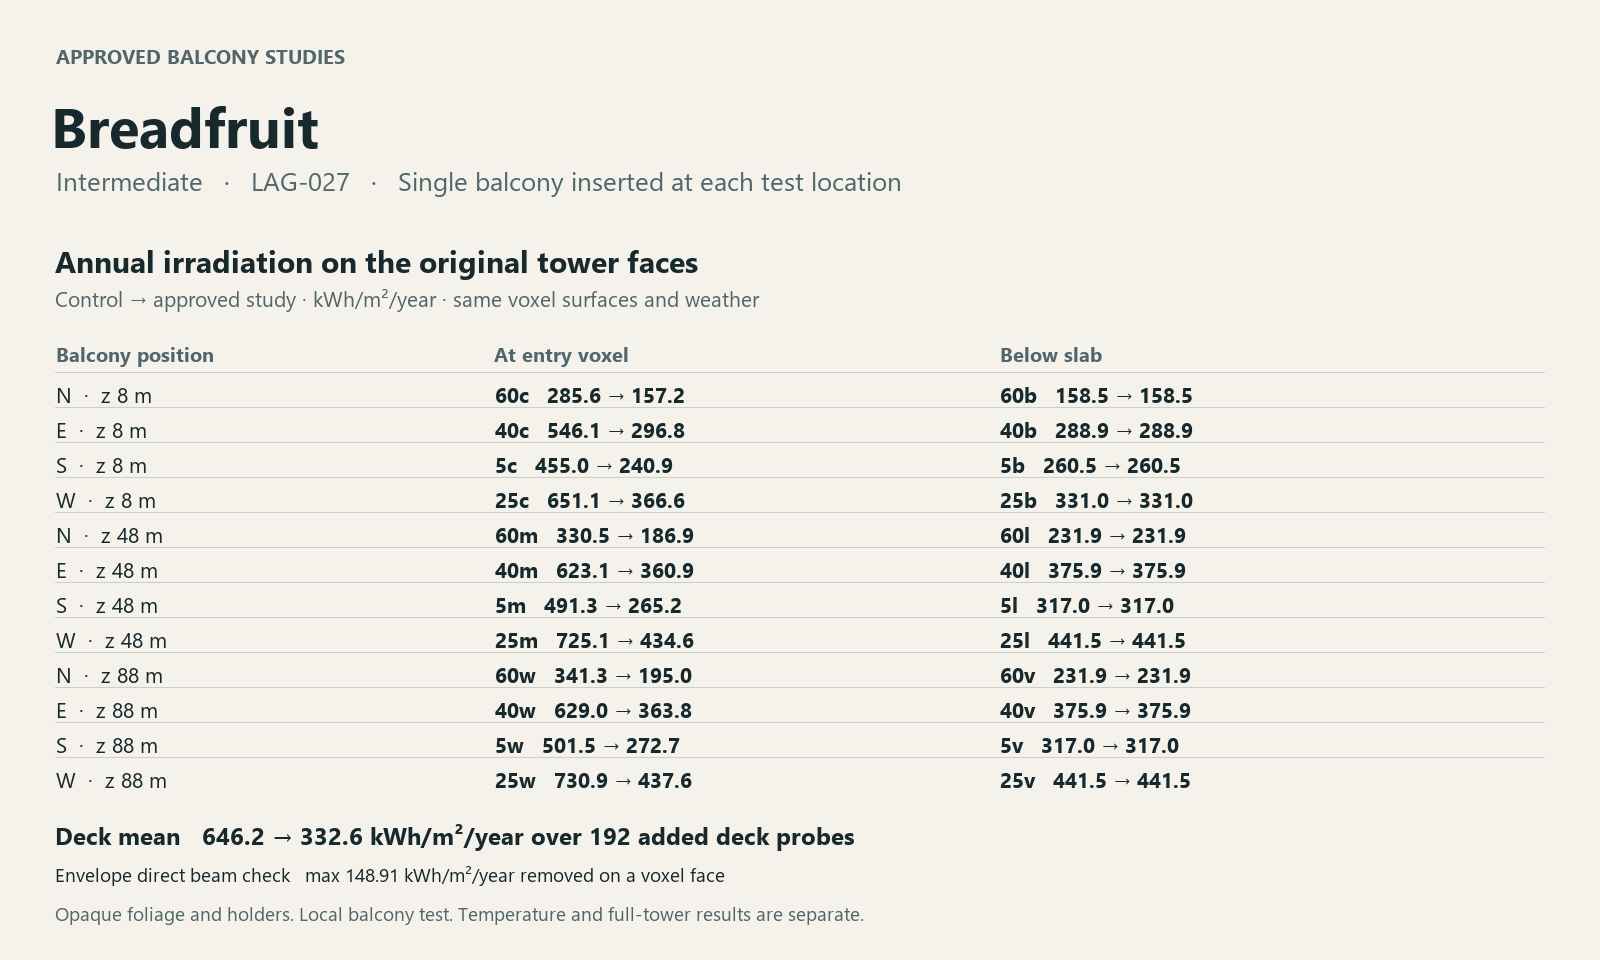 APPROVED BALCONY STUDIES
Breadfruit
Intermediate · LAG-027 · Single balcony inserted at each test location
Annual irradiation on the original tower faces
Control → approved study · kWh/m²/year · same voxel surfaces and weather
Balcony position At entry voxel Below slab
N · z 8 m 60c 285.6 → 157.2 60b 158.5 → 158.5
E · z 8 m 40c 546.1 → 296.8 40b 288.9 → 288.9
S · z 8 m 5c 455.0 → 240.9 5b 260.5 → 260.5
W · z 8 m 25c 651.1 → 366.6 25b 331.0 → 331.0
N · z 48 m 60m 330.5 → 186.9 60l 231.9 → 231.9
E · z 48 m 40m 623.1 → 360.9 40l 375.9 → 375.9
S · z 48 m 5m 491.3 → 265.2 5l 317.0 → 317.0
W · z 48 m 25m 725.1 → 434.6 25l 441.5 → 441.5
N · z 88 m 60w 341.3 → 195.0 60v 231.9 → 231.9
E · z 88 m 40w 629.0 → 363.8 40v 375.9 → 375.9
S · z 88 m 5w 501.5 → 272.7 5v 317.0 → 317.0
W · z 88 m 25w 730.9 → 437.6 25v 441.5 → 441.5
Deck mean 646.2 → 332.6 kWh/m²/year over 192 added deck probes
Envelope direct beam check max 148.91 kWh/m²/year removed on a voxel face
Opaque foliage and holders. Local balcony test. Temperature and full-tower results are separate.